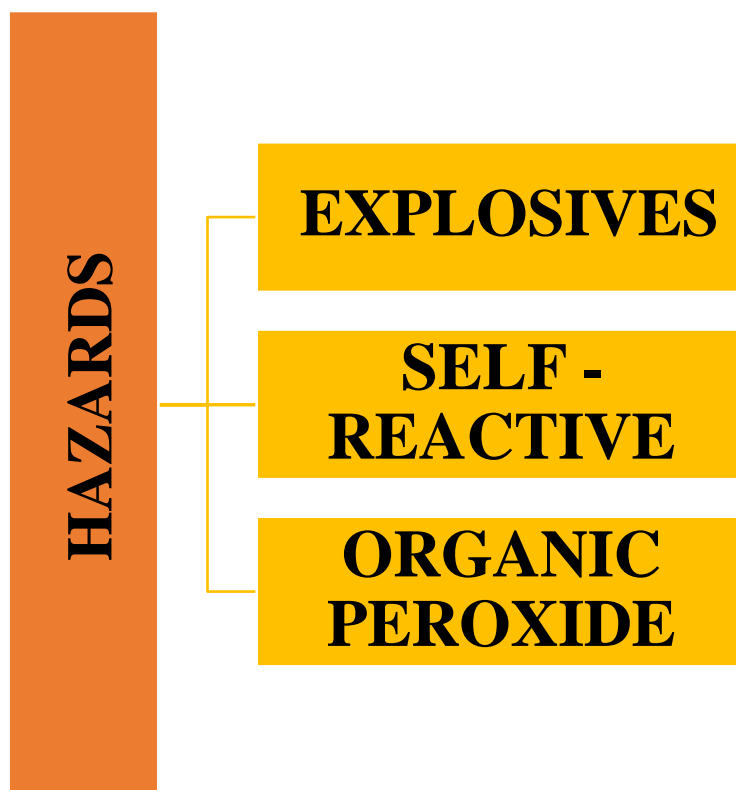 HAZARDS
EXPLOSIVES
SELF -
REACTIVE
ORGANIC
PEROXIDE